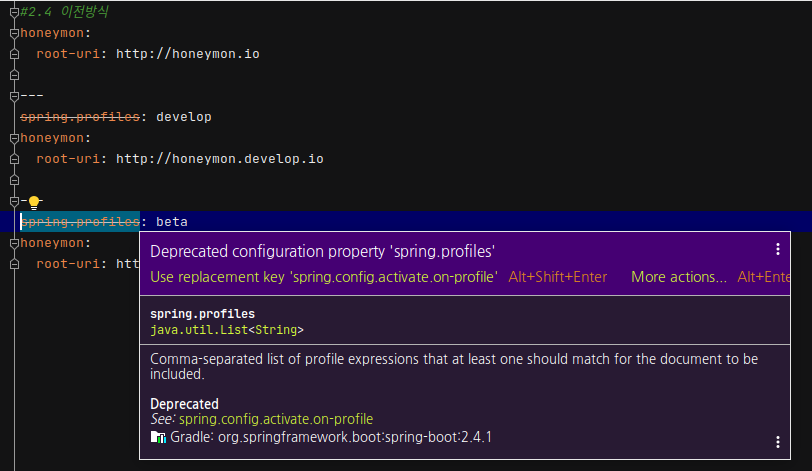 #2.4 이전방식
honeymon:
  root-uri: http://honeymon.io
---
spring.profiles: develop
honeymon:
  root-uri: http://honeymon.develop.io
spring.profiles: beta
honeymon:
  root-uri: htt
Deprecated configuration property 'spring.profiles'
Use replacement key 'spring.config.activate.on-profile' Alt+Shift+Enter More actions... Alt+Ente
spring.profiles
java.util.List<String>
Comma-separated list of profile expressions that at least one should match for the document to be
included.
Deprecated
See: spring.config.activate.on-profile
Gradle: org.springframework.boot:spring-boot:2.4.1